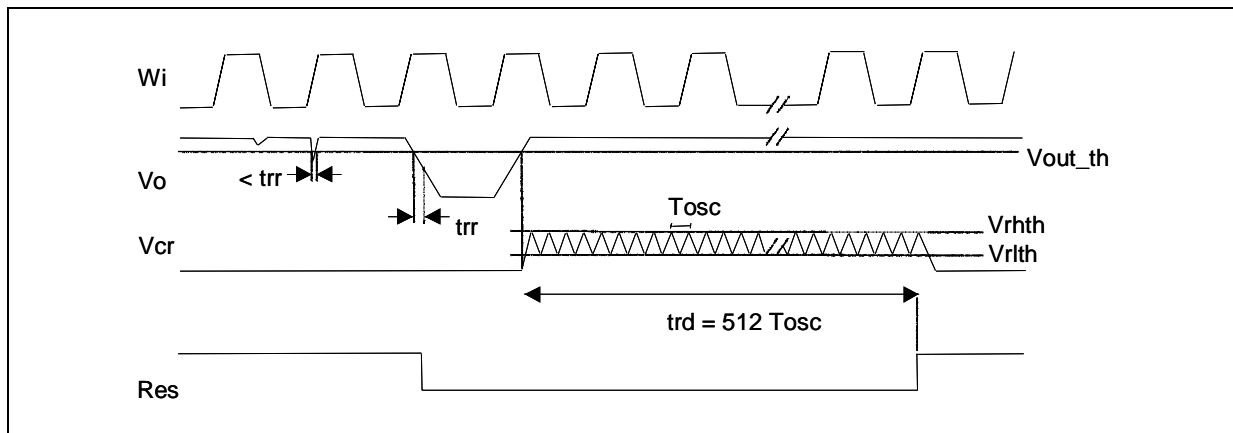 Wi
Vout_th
< trr
Vo
Tosc
trr
Vrhth
Vcr
Vrlth
trd = 512 Tosc
Res